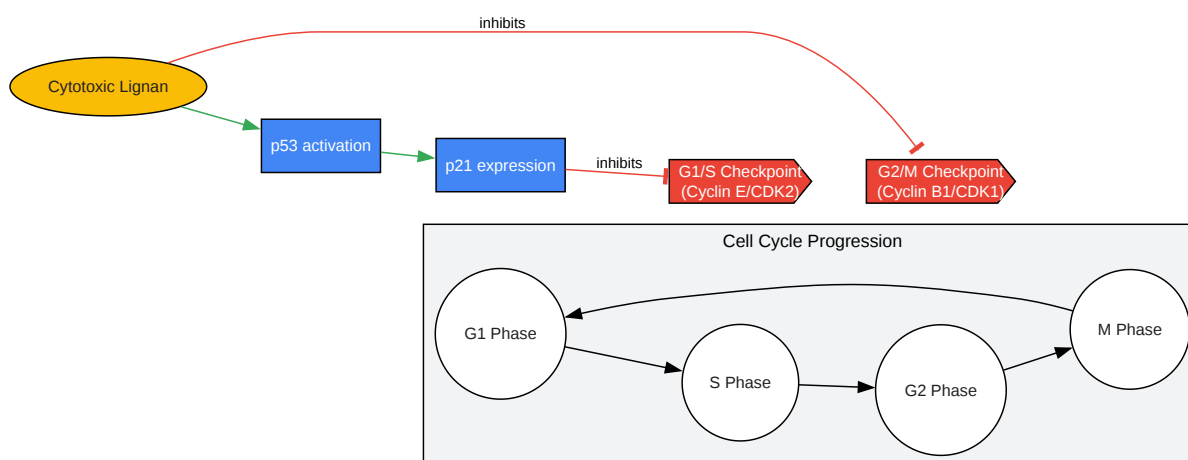 inhibits
Cytotoxic Lignan
p53 activation
p21 expression
inhibits
G1/S Checkpoint
(Cyclin E/CDK2)
G2/M Checkpoint
(Cyclin B1/CDK1)
Cell Cycle Progression
G1 Phase
S Phase
G2 Phase
M Phase